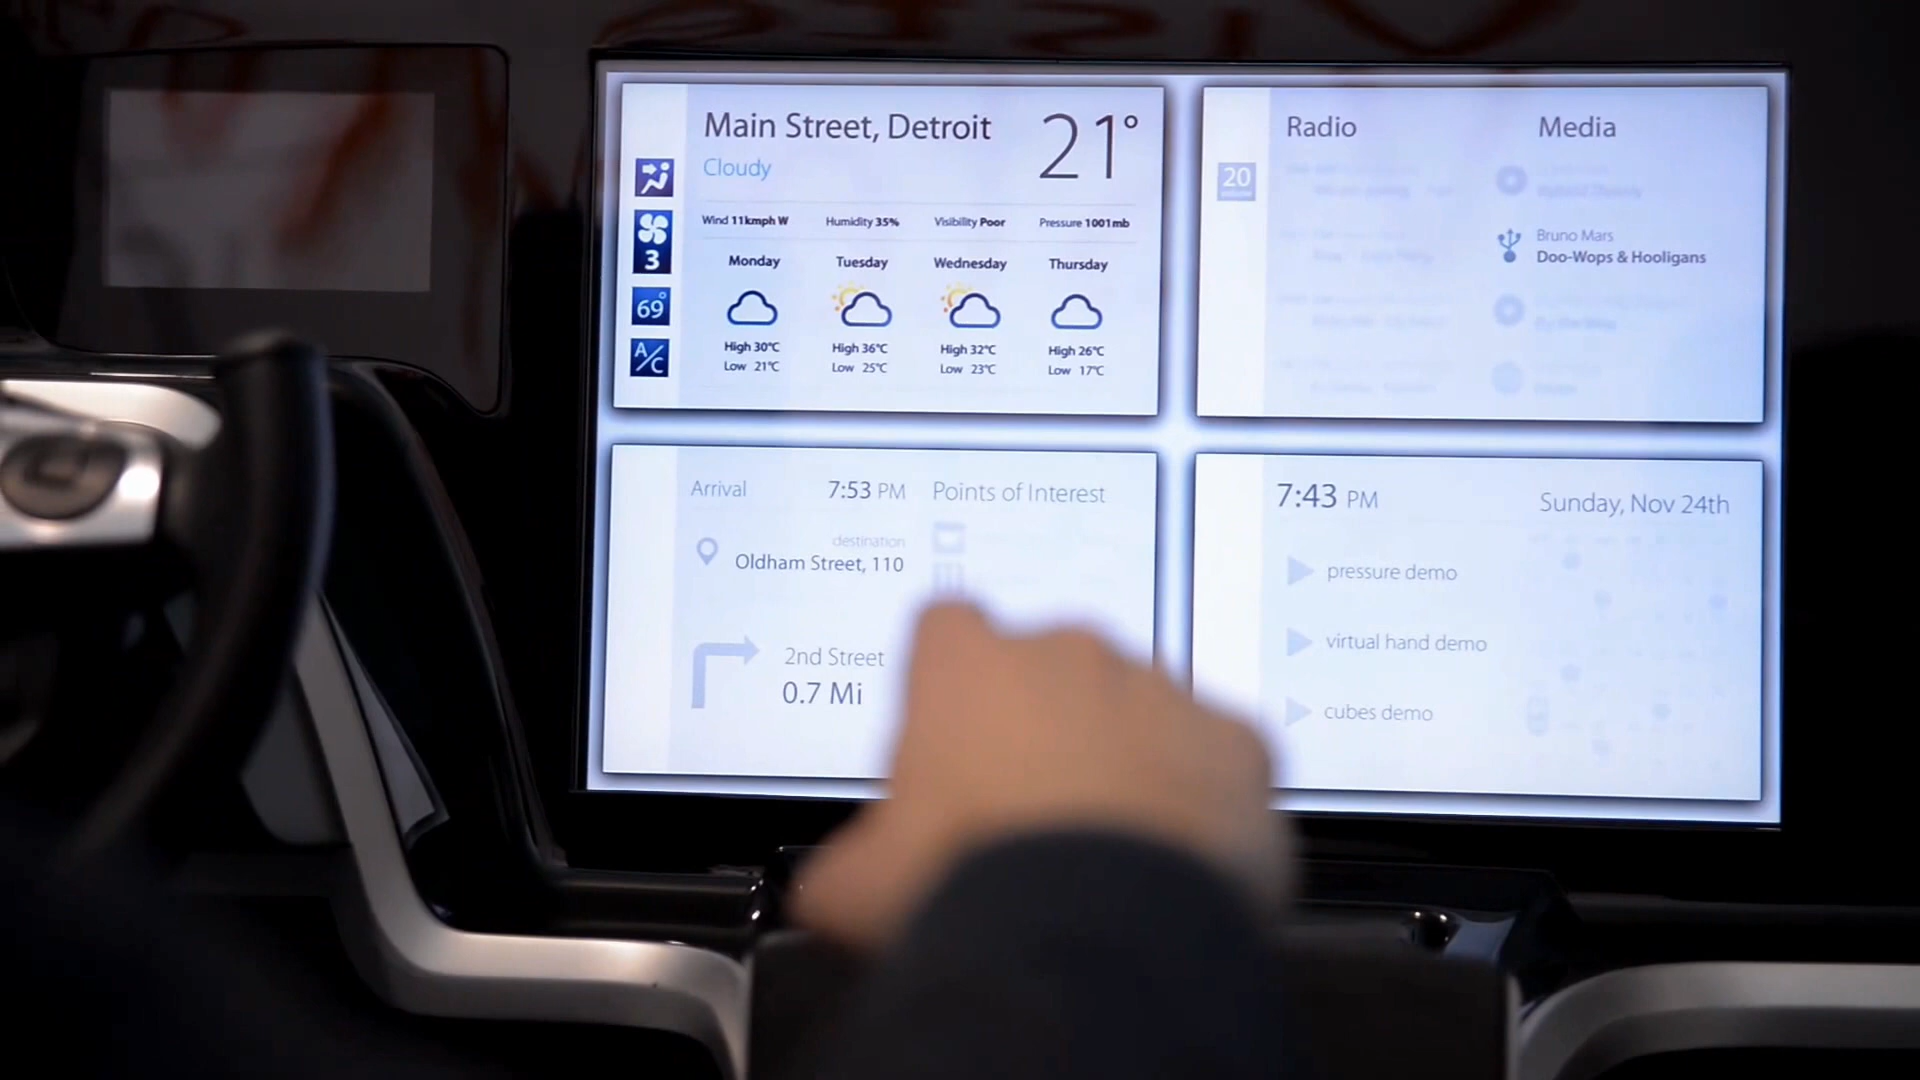 Main Street, Detroit
21°
Cloudy
Wind 11kmph W
Humidity 35%
Visibility Poor
Pressure 1001mb
Monday
Tuesday
Wednesday
Thursday
High 30°C
High 36°C
High 32°C
High 26°C
Low 21°C
Low 25°C
Low 23°C
Low 17°C
3
69°
A/C
Radio
Media
20
Bruno Mars
Doo-Wops & Hooligans
Arrival
7:53 PM
Points of Interest
destination
Oldham Street, 110
2nd Street
0.7 Mi
7:43 PM
Sunday, Nov 24th
pressure demo
virtual hand demo
cubes demo